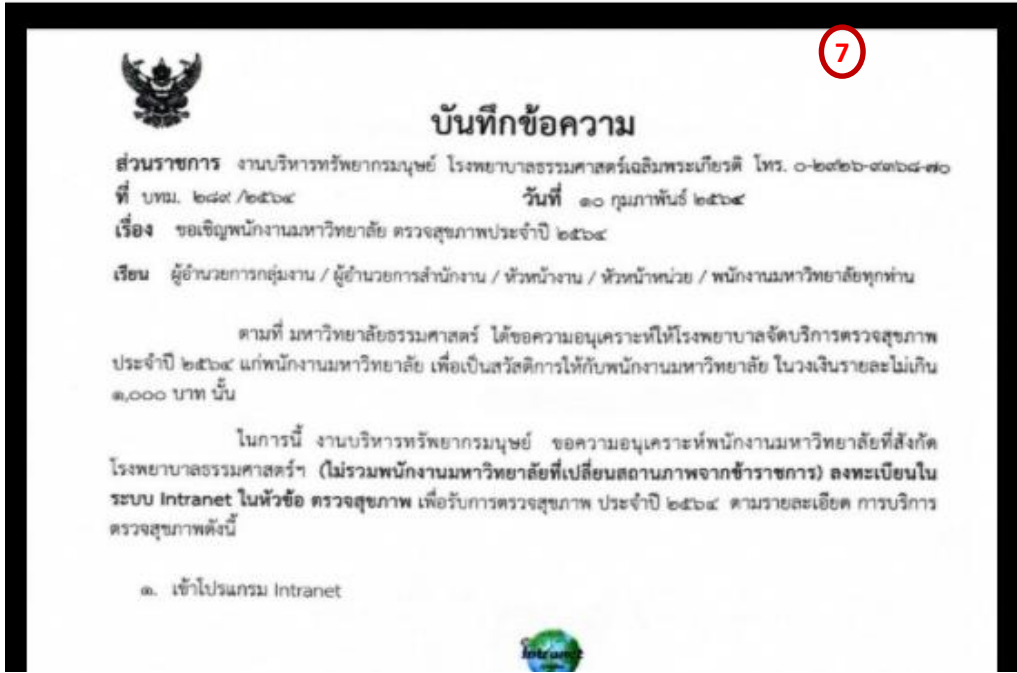 7
บันทึกข้อความ
ส่วนราชการ งานบริหารทรัพยากรมนุษย์ โรงพยาบาลธรรมศาสตร์เฉลิมพระเกียรติ โทร. ๐-๒๙๒๖-๙๓๖๘-๗๐
ที่ บทม. ๒๘๙ /๒๕๖๔ วันที่ ๑๐ กุมภาพันธ์ ๒๕๖๔
เรื่อง ขอเชิญพนักงานมหาวิทยาลัย ตรวจสุขภาพประจำปี ๒๕๖๔
เรียน ผู้อำนวยการกลุ่มงาน / ผู้อำนวยการสำนักงาน / หัวหน้างาน / หัวหน้าหน่วย / พนักงานมหาวิทยาลัยทุกท่าน
ตามที่ มหาวิทยาลัยธรรมศาสตร์ ได้ขอความอนุเคราะห์ให้โรงพยาบาลจัดบริการตรวจสุขภาพ
ประจำปี ๒๕๖๔ แก่พนักงานมหาวิทยาลัย เพื่อเป็นสวัสดิการให้กับพนักงานมหาวิทยาลัย ในวงเงินรายละไม่เกิน
๑,๐๐๐ บาท นั้น
ในการนี้ งานบริหารทรัพยากรมนุษย์ ขอความอนุเคราะห์พนักงานมหาวิทยาลัยที่สังกัด
โรงพยาบาลธรรมศาสตร์ฯ (ไม่รวมพนักงานมหาวิทยาลัยที่เปลี่ยนสถานภาพจากข้าราชการ) ลงทะเบียนใน
ระบบ Intranet ในหัวข้อ ตรวจสุขภาพ เพื่อรับการตรวจสุขภาพ ประจำปี ๒๕๖๔ ตามรายละเอียด การบริการ
ตรวจสุขภาพดังนี้
๑. เข้าโปรแกรม Intranet
Intranet